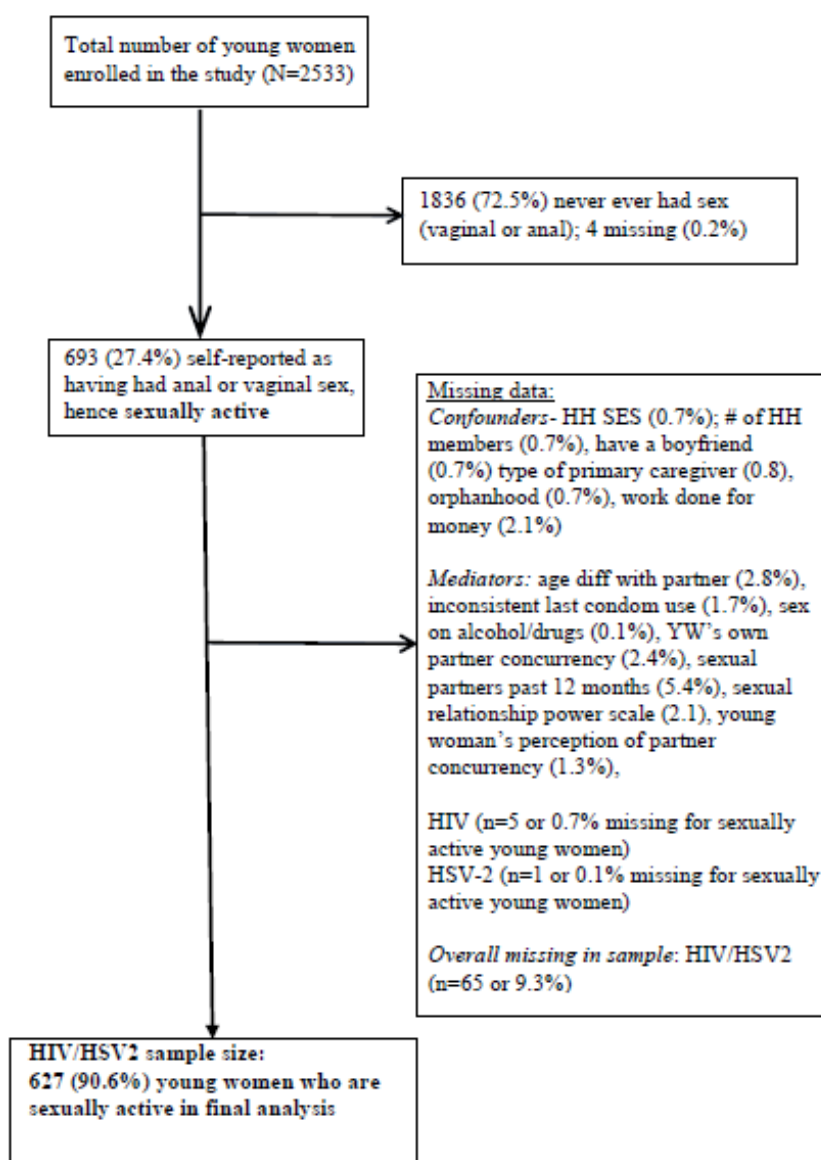 Total number of young women
enrolled in the study (N=2533)
1836 (72.5%) never ever had sex
(vaginal or anal); 4 missing (0.2%)
693 (27.4%) self-reported as
having had anal or vaginal sex,
hence sexually active
Missing data:
Confounders- HH SES (0.7%); # of HH
members (0.7%), have a boyfriend
(0.7%) type of primary caregiver (0.8),
orphanhood (0.7%), work done for
money (2.1%)
Mediators: age diff with partner (2.8%),
inconsistent last condom use (1.7%), sex
on alcohol/drugs (0.1%), YW's own
partner concurrency (2.4%), sexual
partners past 12 months (5.4%), sexual
relationship power scale (2.1), young
woman's perception of partner
concurrency (1.3%),
HIV (n=5 or 0.7% missing for sexually
active young women)
HSV-2 (n=1 or 0.1% missing for sexually
active young women)
Overall missing in sample: HIV/HSV2
(n=65 or 9.3%)
HIV/HSV2 sample size:
627 (90.6%) young women who are
sexually active in final analysis